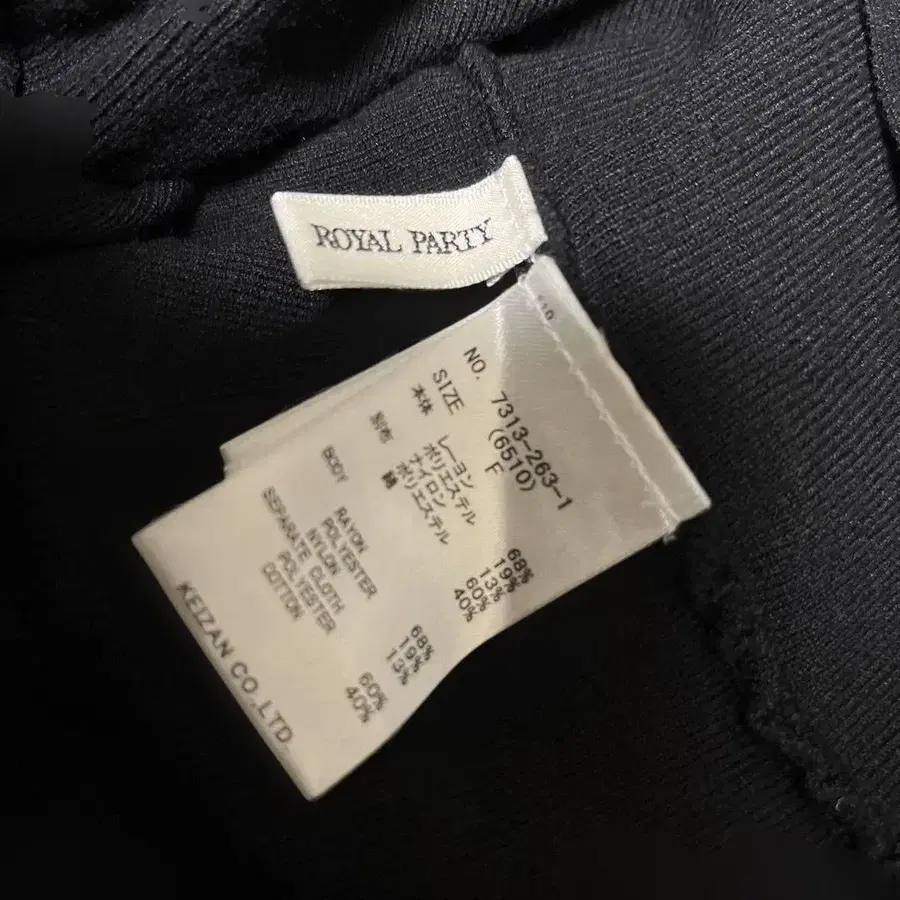 ROYAL PARTY
NO. 7313-263-1
(6510)
SIZE F
本体 レーヨン 68%
ポリエステル 19%
ナイロン 13%
別布 ポリエステル 60%
綿 40%
BODY RAYON 68%
POLYESTER 19%
NYLON 13%
SEPARATE CLOTH
POLYESTER 60%
COTTON 40%
KEIZAN CO.,LTD.